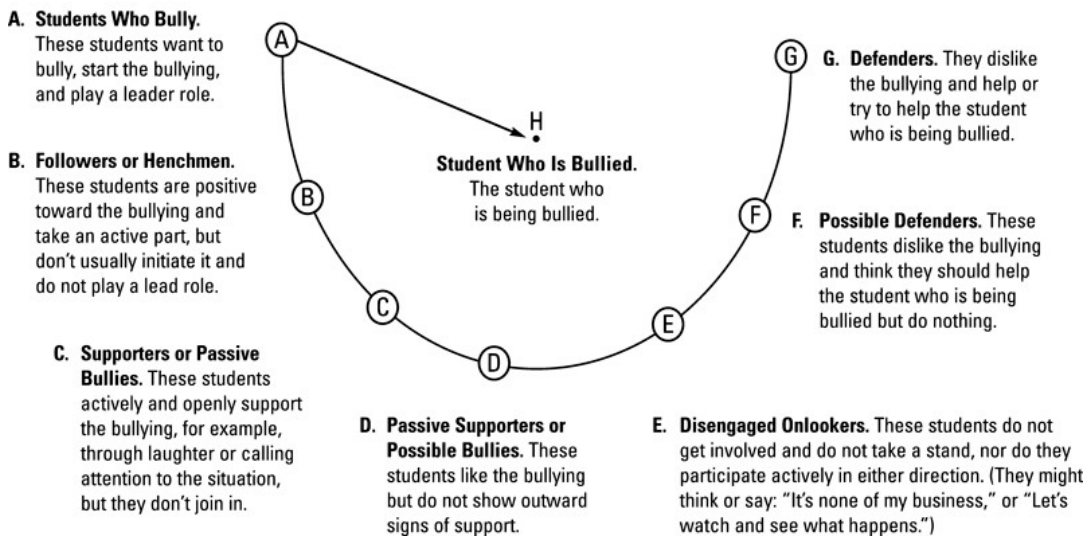 A. Students Who Bully.
These students want to
bully, start the bullying,
and play a leader role.
B. Followers or Henchmen.
These students are positive
toward the bullying and
take an active part, but
don't usually initiate it and
do not play a lead role.
C. Supporters or Passive
Bullies. These students
actively and openly support
the bullying, for example,
through laughter or calling
attention to the situation,
but they don't join in.
D. Passive Supporters or
Possible Bullies. These
students like the bullying
but do not show outward
signs of support.
E. Disengaged Onlookers. These students do not
get involved and do not take a stand, nor do they
participate actively in either direction. (They might
think or say: “It's none of my business,” or “Let's
watch and see what happens.”)
F. Possible Defenders. These
students dislike the bullying
and think they should help
the student who is being
bullied but do nothing.
G. Defenders. They dislike
the bullying and help or
try to help the student
who is being bullied.
H
Student Who Is Bullied.
The student who
is being bullied.
A
B
C
D
E
F
G